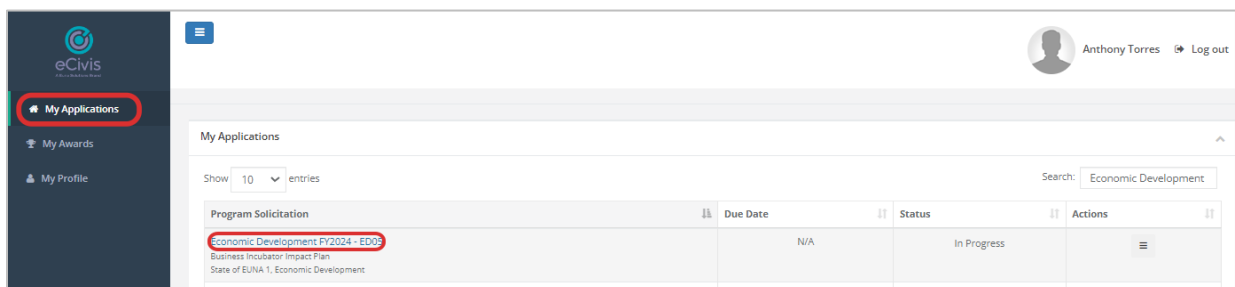 eCivis
Anthony Torres Log out
My Applications
My Awards
My Profile
My Applications
Show 10 entries
Search: Economic Development
Program Solicitation Due Date Status Actions
Economic Development FY2024 - ED05 N/A In Progress
Business Incubator Impact Plan
State of EUNA 1, Economic Development